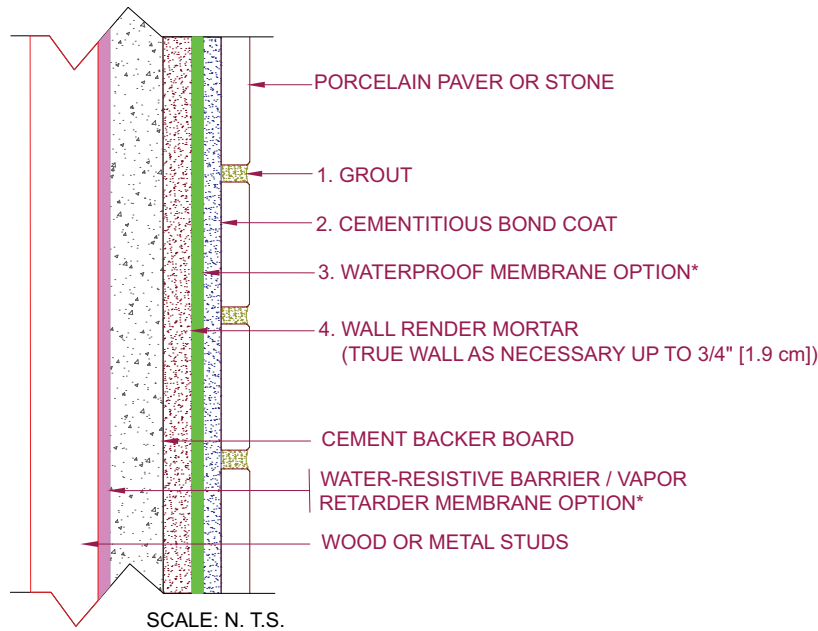 PORCELAIN PAVER OR STONE
1. GROUT
2. CEMENTITIOUS BOND COAT
3. WATERPROOF MEMBRANE OPTION*
4. WALL RENDER MORTAR
(TRUE WALL AS NECESSARY UP TO 3/4" [1.9 cm])
CEMENT BACKER BOARD
WATER-RESISTIVE BARRIER / VAPOR
RETARDER MEMBRANE OPTION*
WOOD OR METAL STUDS
SCALE: N. T.S.